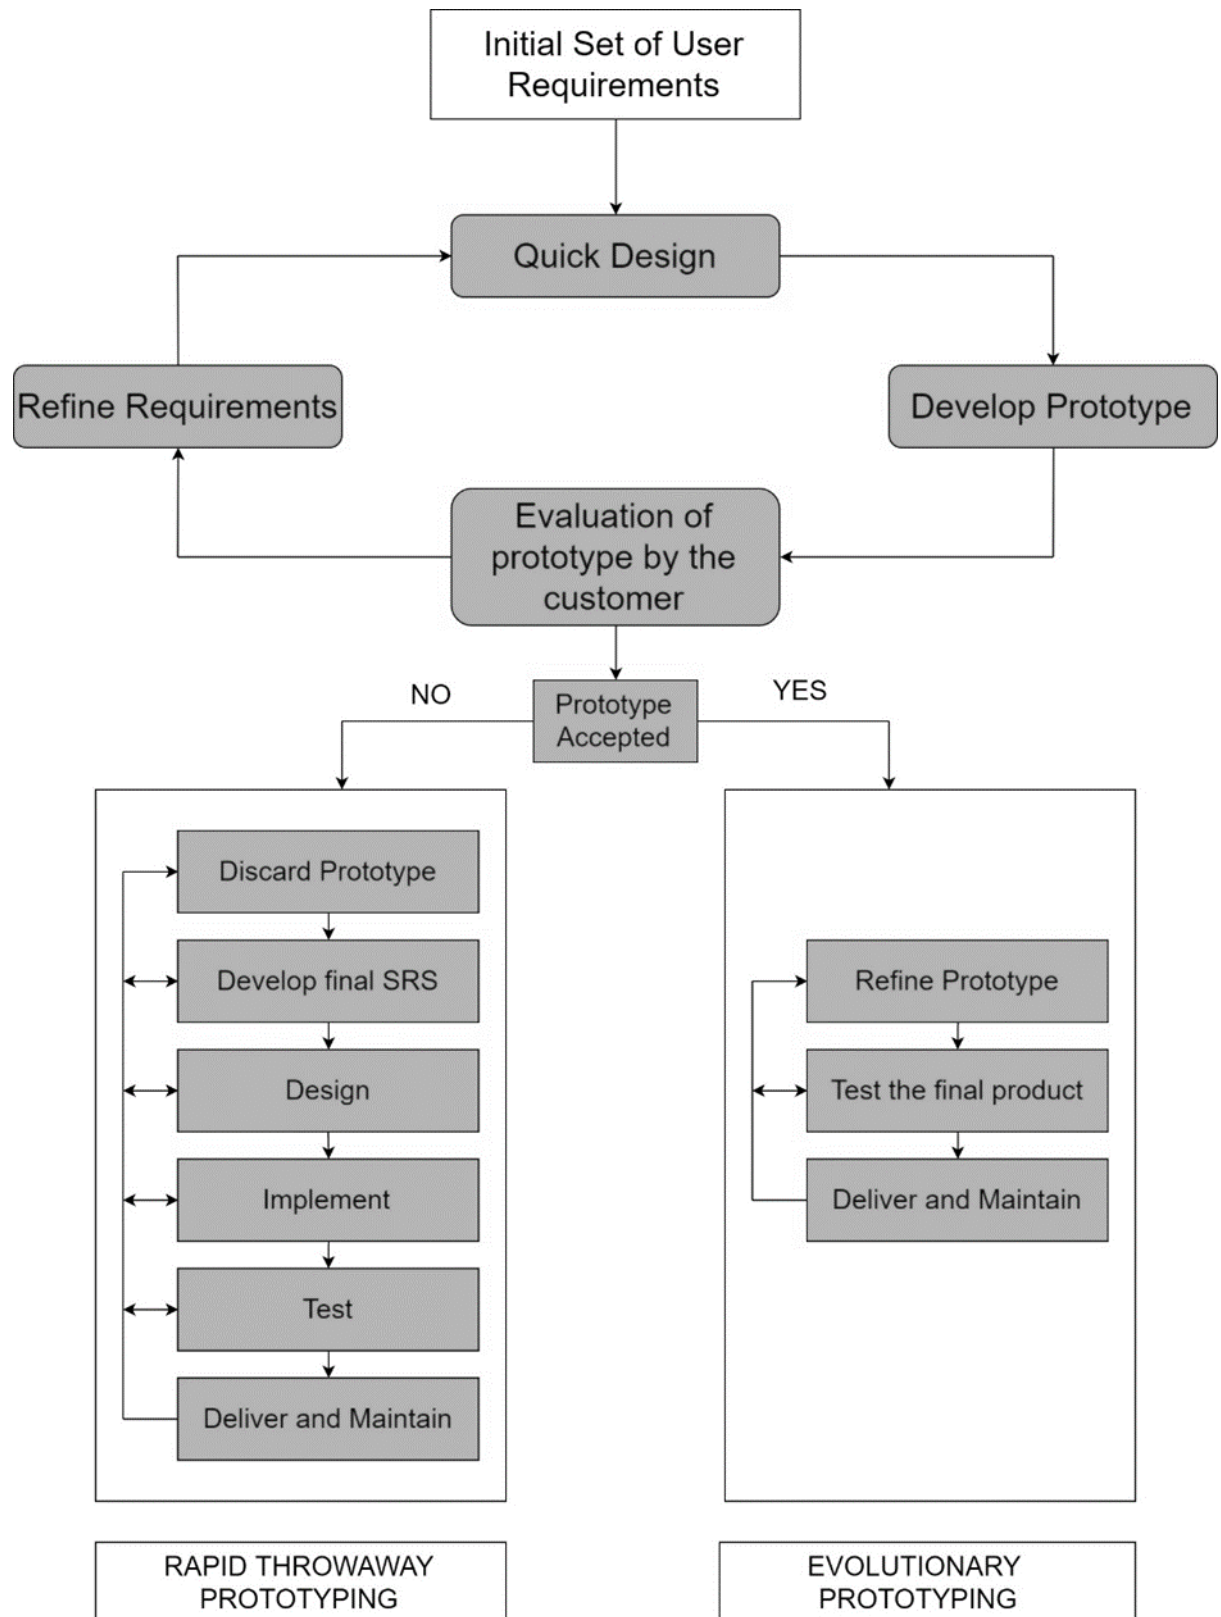 Initial Set of User
Requirements
Quick Design
Refine Requirements
Develop Prototype
Evaluation of
prototype by the
customer
NO
Prototype
Accepted
YES
Discard Prototype
Develop final SRS
Design
Implement
Test
Deliver and Maintain
Refine Prototype
Test the final product
Deliver and Maintain
RAPID THROWAWAY
PROTOTYPING
EVOLUTIONARY
PROTOTYPING